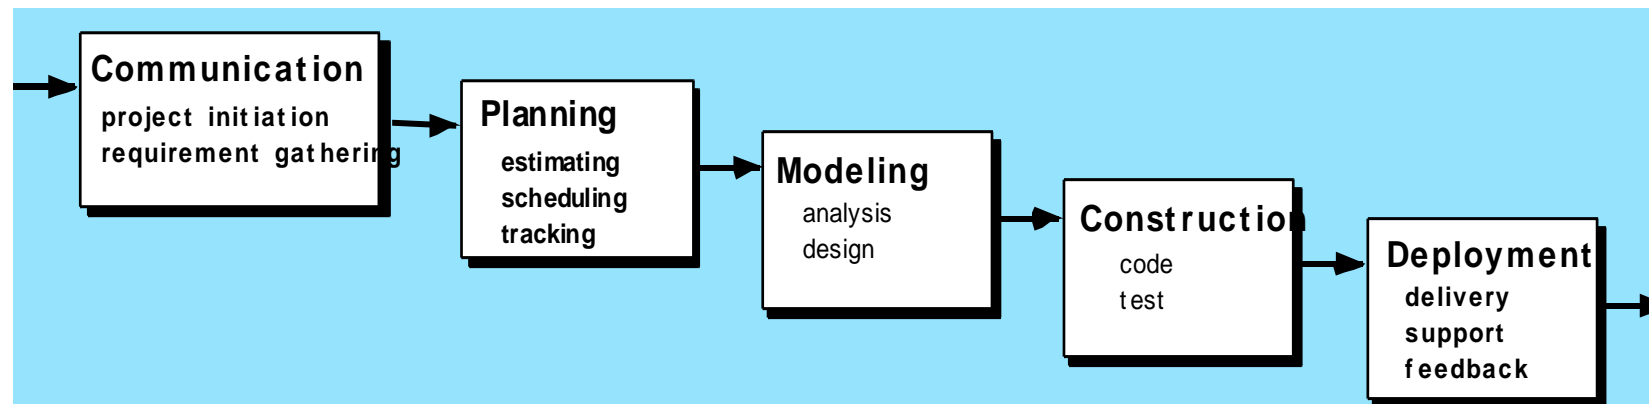 Communication
project initiation
requirement gathering
Planning
estimating
scheduling
tracking
Modeling
analysis
design
Construction
code
test
Deployment
delivery
support
feedback